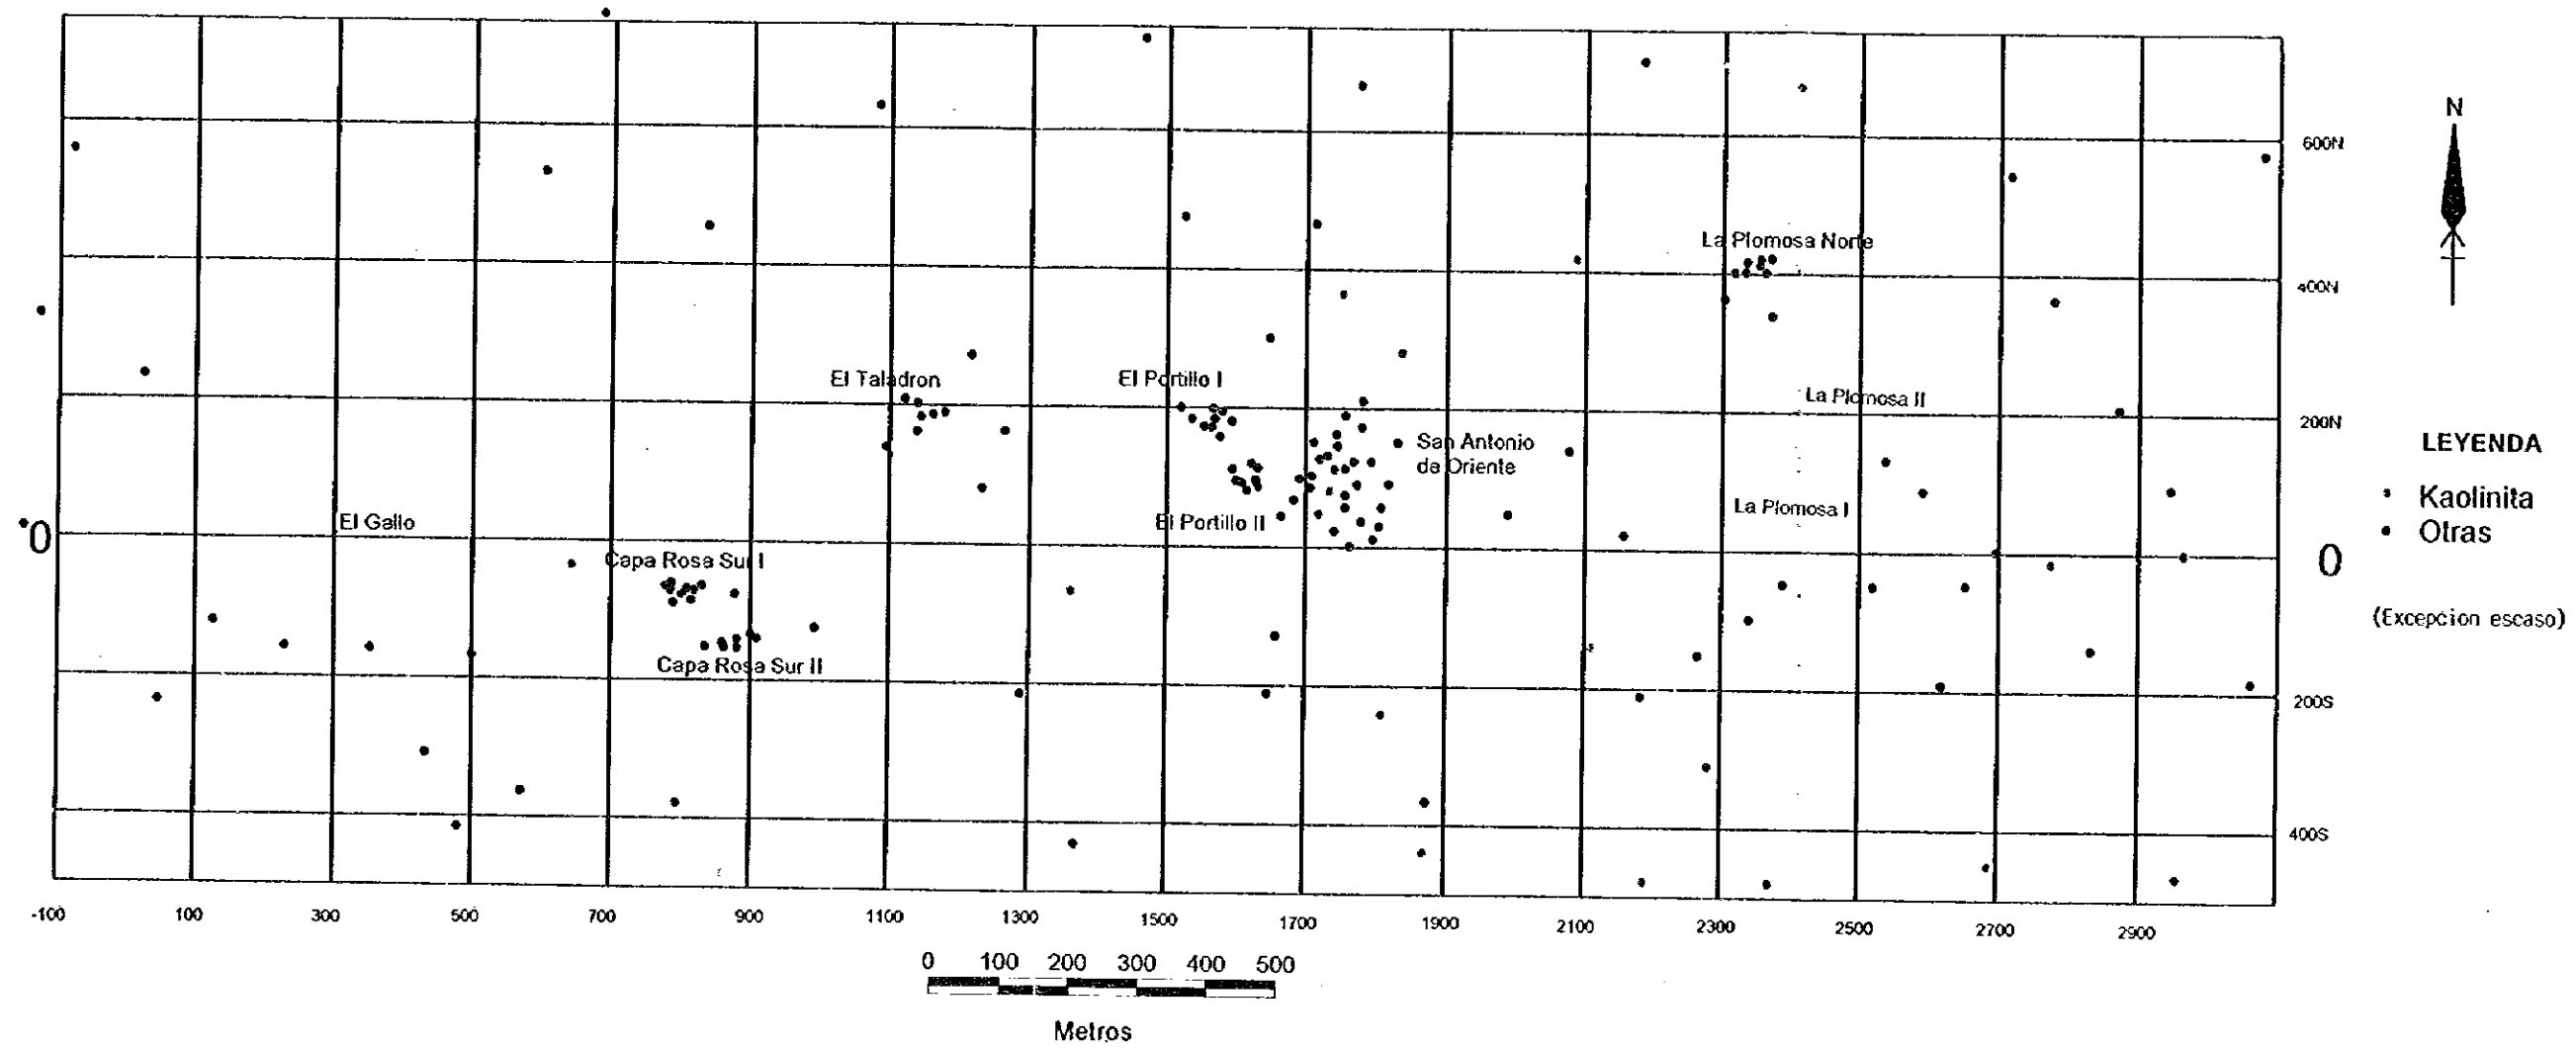 N
600N
La Plomosa Norte
400N
El Taladron
El Portillo I
La Plomosa II
200N
San Antonio
de Oriente
LEYENDA
Kaolinita
Otras
(Excepcion escaso)
La Plomosa I
El Gallo
El Portillo II
0
0
Capa Rosa Sur I
Capa Rosa Sur II
200S
400S
-100 100 300 500 700 900 1100 1300 1500 1700 1900 2100 2300 2500 2700 2900
0 100 200 300 400 500
Metros